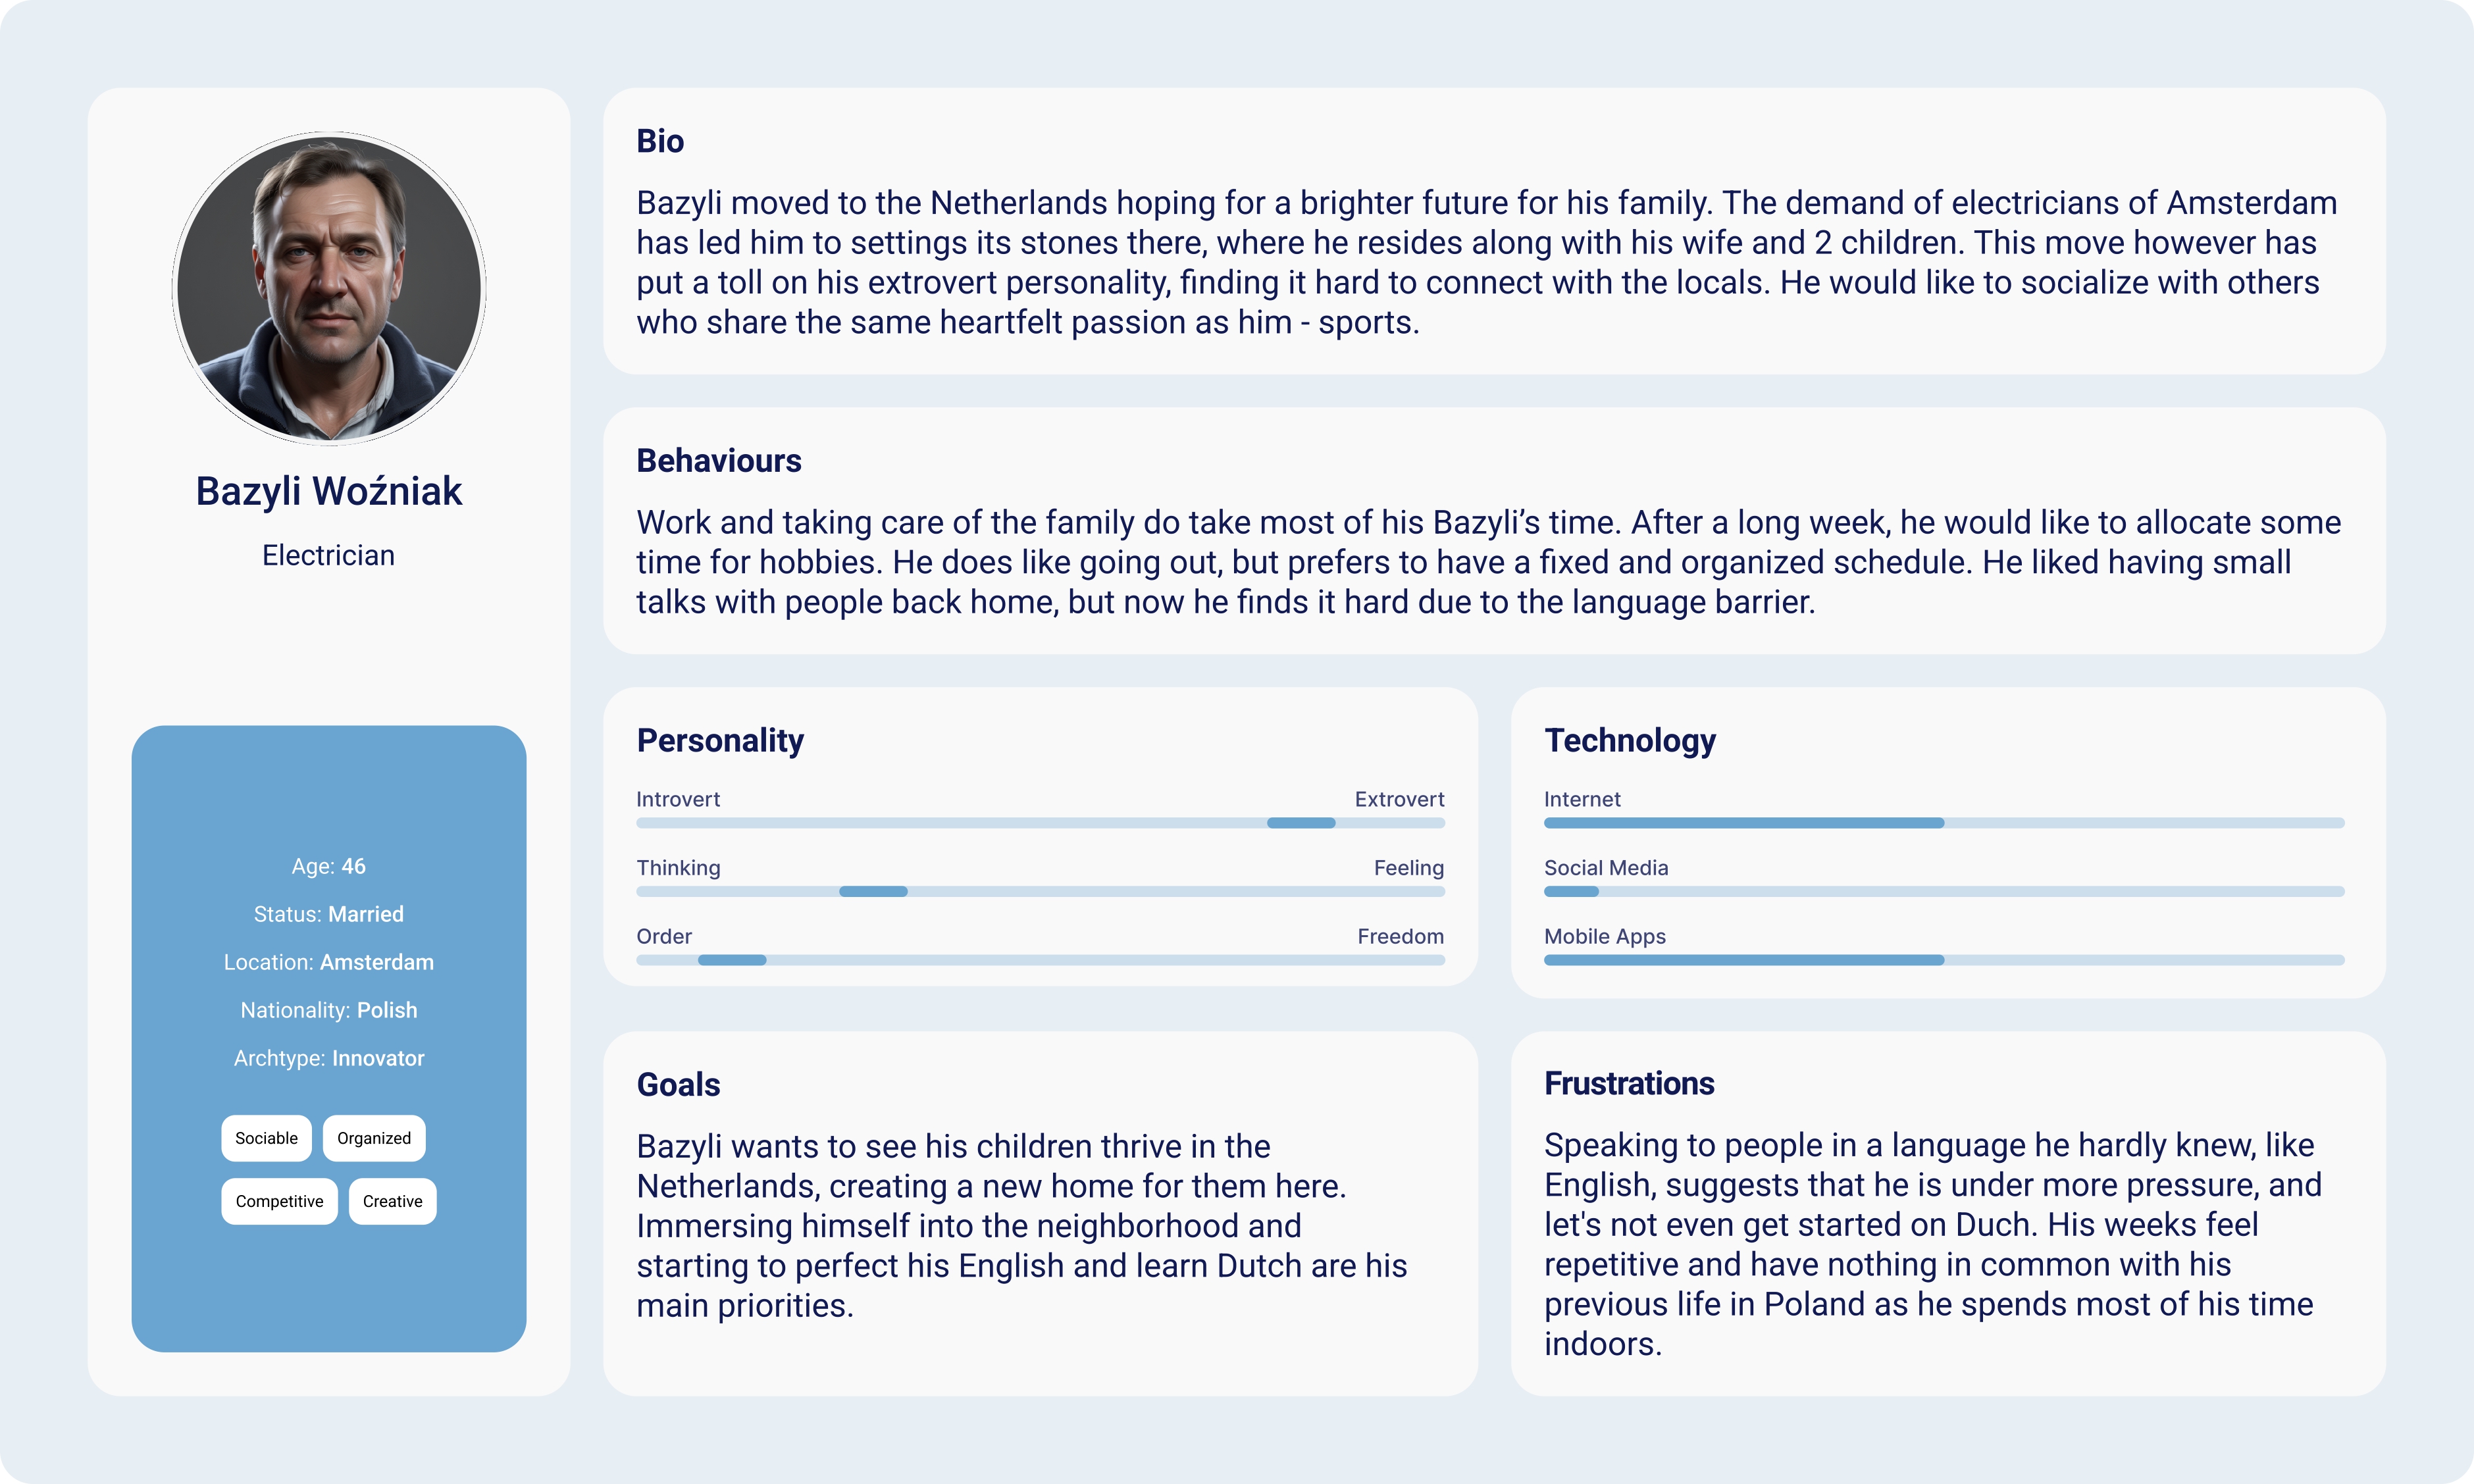 Bazyli Woźniak
Electrician
Age: 46
Status: Married
Location: Amsterdam
Nationality: Polish
Archtype: Innovator
Sociable
Organized
Competitive
Creative
Bio
Bazyli moved to the Netherlands hoping for a brighter future for his family. The demand of electricians of Amsterdam
has led him to settings its stones there, where he resides along with his wife and 2 children. This move however has
put a toll on his extrovert personality, finding it hard to connect with the locals. He would like to socialize with others
who share the same heartfelt passion as him - sports.
Behaviours
Work and taking care of the family do take most of his Bazyli’s time. After a long week, he would like to allocate some
time for hobbies. He does like going out, but prefers to have a fixed and organized schedule. He liked having small
talks with people back home, but now he finds it hard due to the language barrier.
Personality
Introvert
Extrovert
Thinking
Feeling
Order
Freedom
Technology
Internet
Social Media
Mobile Apps
Goals
Bazyli wants to see his children thrive in the
Netherlands, creating a new home for them here.
Immersing himself into the neighborhood and
starting to perfect his English and learn Dutch are his
main priorities.
Frustrations
Speaking to people in a language he hardly knew, like
English, suggests that he is under more pressure, and
let's not even get started on Duch. His weeks feel
repetitive and have nothing in common with his
previous life in Poland as he spends most of his time
indoors.